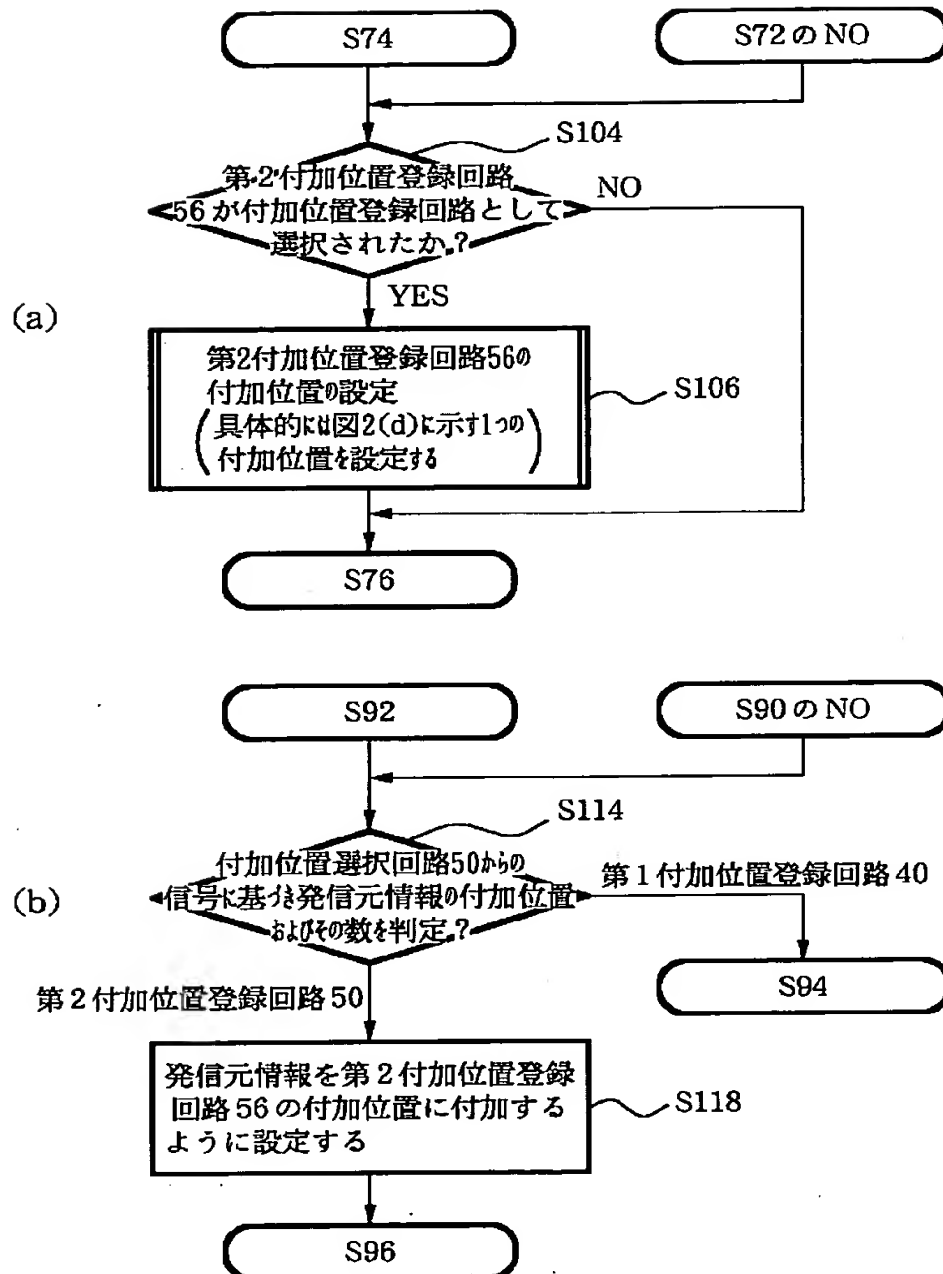 S74
S72のNO
S104
第2付加位置登録回路
56が付加位置登録回路として
選択されたか?
NO
YES
(a)
第2付加位置登録回路56の
付加位置の設定
具体的には図2(d)に示す1つの
付加位置を設定する
S106
S76
S92
S90のNO
S114
付加位置選択回路50からの
信号に基づき発信元情報の付加位置
およびその数を判定?
第1付加位置登録回路40
(b)
S94
第2付加位置登録回路50
発信元情報を第2付加位置登録
回路56の付加位置に付加する
ように設定する
S118
S96